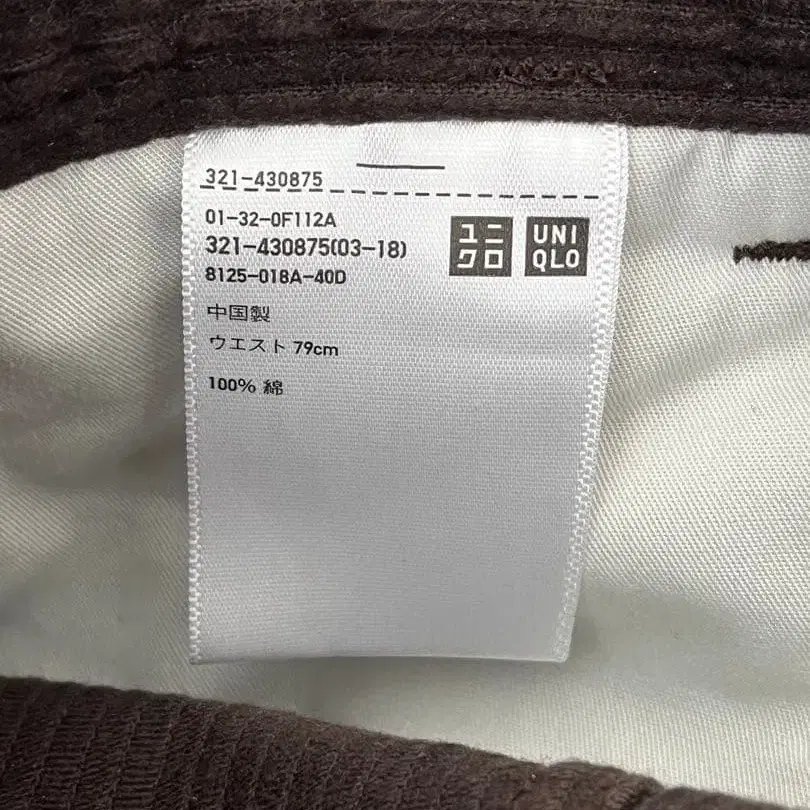 321-430875
01-32-0F112A
321-430875(03-18)
8125-018A-40D
ユニ
クロ
UNI
QLO
中国製
ウエスト 79cm
100% 綿